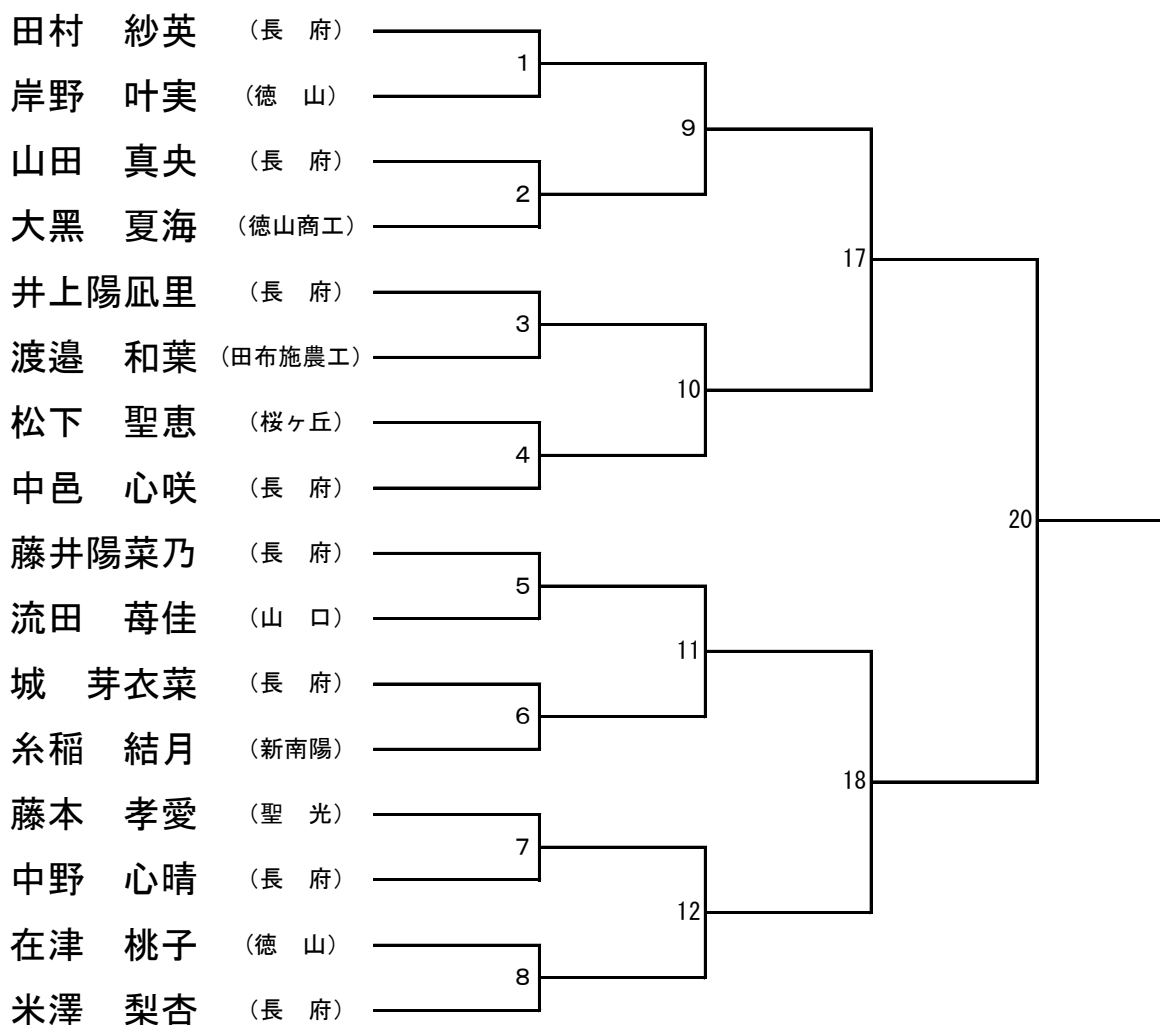 田村　紗英　（長　府）
1
岸野　叶実　（徳　山）
9
山田　真央　（長　府）
2
大黒　夏海　（徳山商工）
17
井上陽凪里　（長　府）
3
渡邉　和葉　（田布施農工）
10
松下　聖恵　（桜ヶ丘）
4
中邑　心咲　（長　府）
20
藤井陽菜乃　（長　府）
5
流田　苺佳　（山　口）
11
城　芽衣菜　（長　府）
6
糸稲　結月　（新南陽）
18
藤本　孝愛　（聖　光）
7
中野　心晴　（長　府）
12
在津　桃子　（徳　山）
8
米澤　梨杏　（長　府）